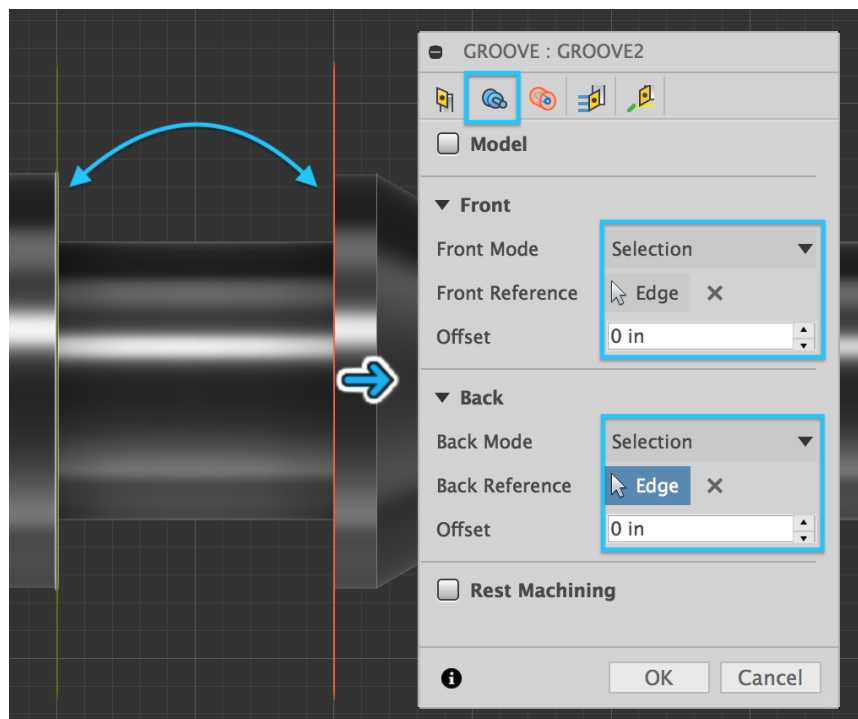 GROOVE : GROOVE2
Model
Front
Front Mode Selection
Front Reference Edge
Offset 0 in
Back
Back Mode Selection
Back Reference Edge
Offset 0 in
Rest Machining
OK Cancel